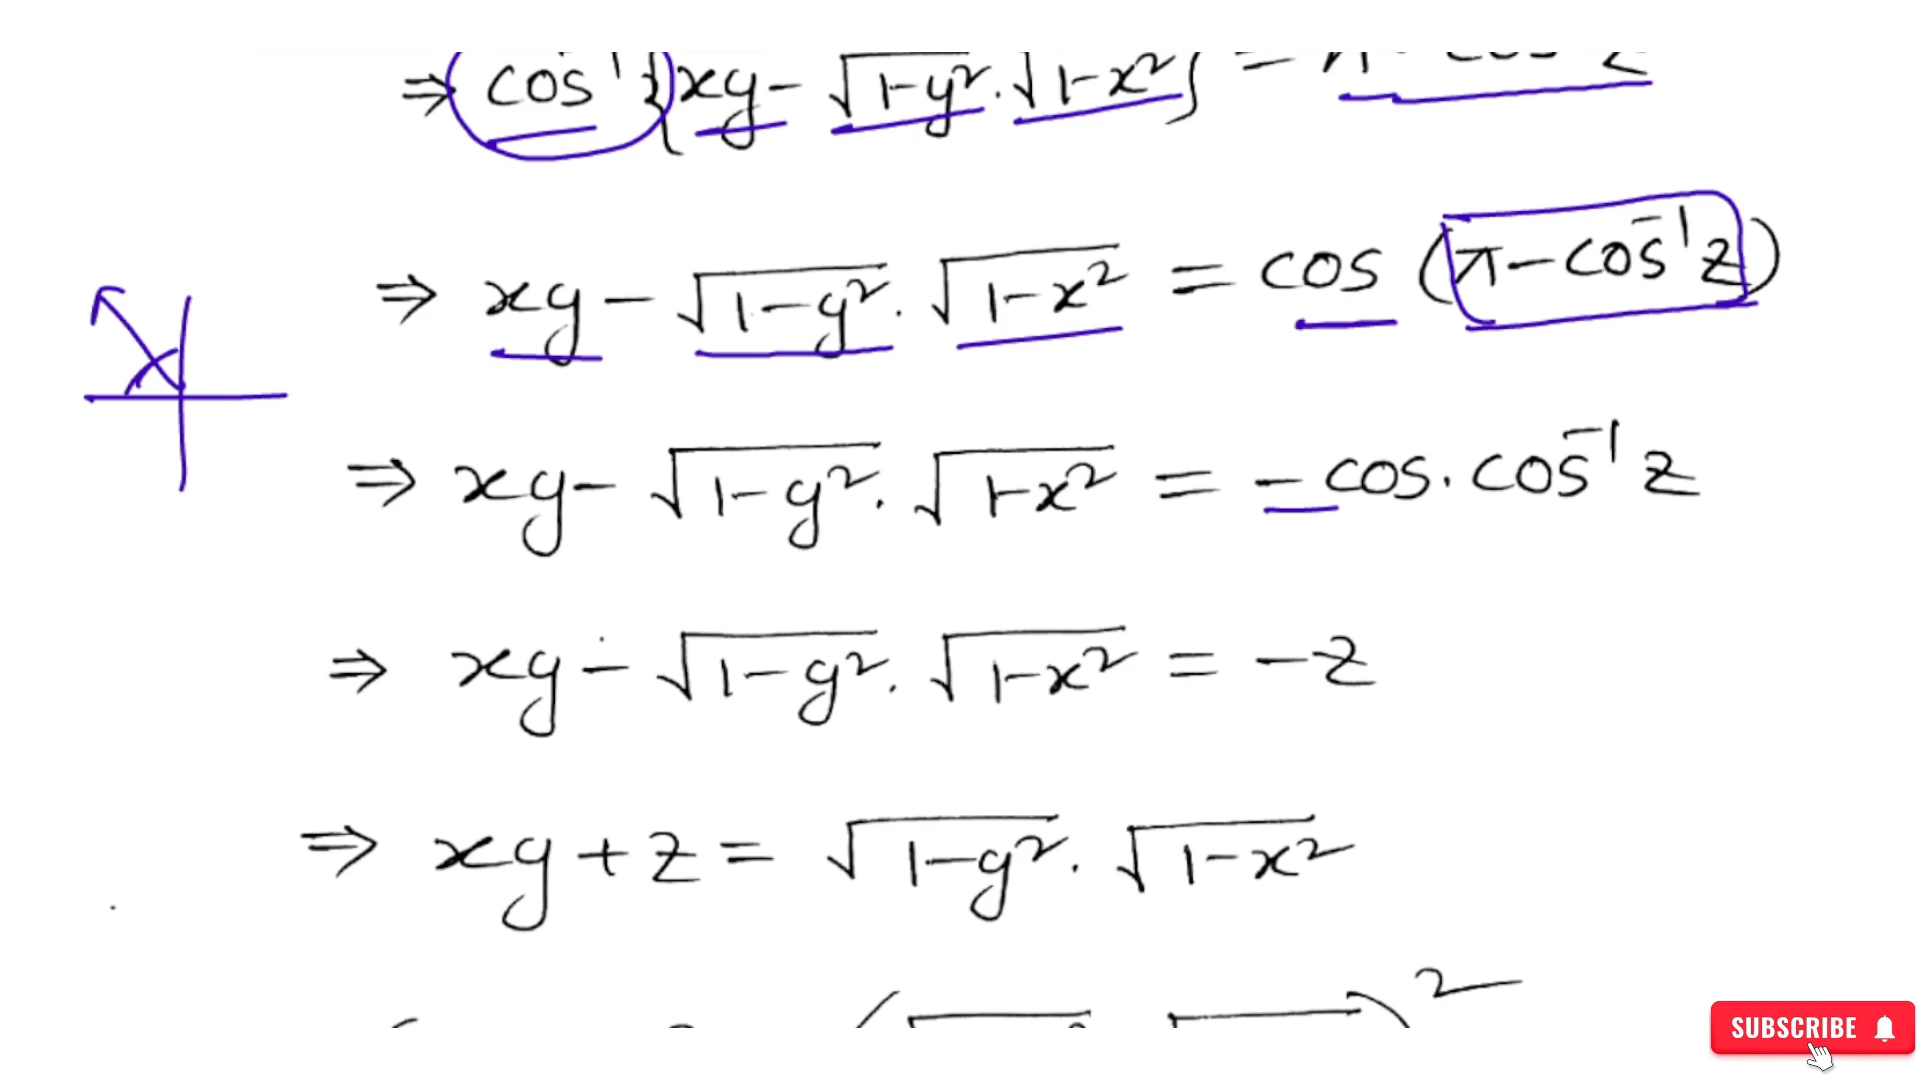 ⇒ cos⁻¹{xy - √(1-y²) . √(1-x²)} = π - cos⁻¹ z
⇒ xy - √(1-y²) . √(1-x²) = cos (π - cos⁻¹ z)
⇒ xy - √(1-y²) . √(1-x²) = - cos . cos⁻¹ z
⇒ xy - √(1-y²) . √(1-x²) = -z
⇒ xy + z = √(1-y²) . √(1-x²)
SUBSCRIBE